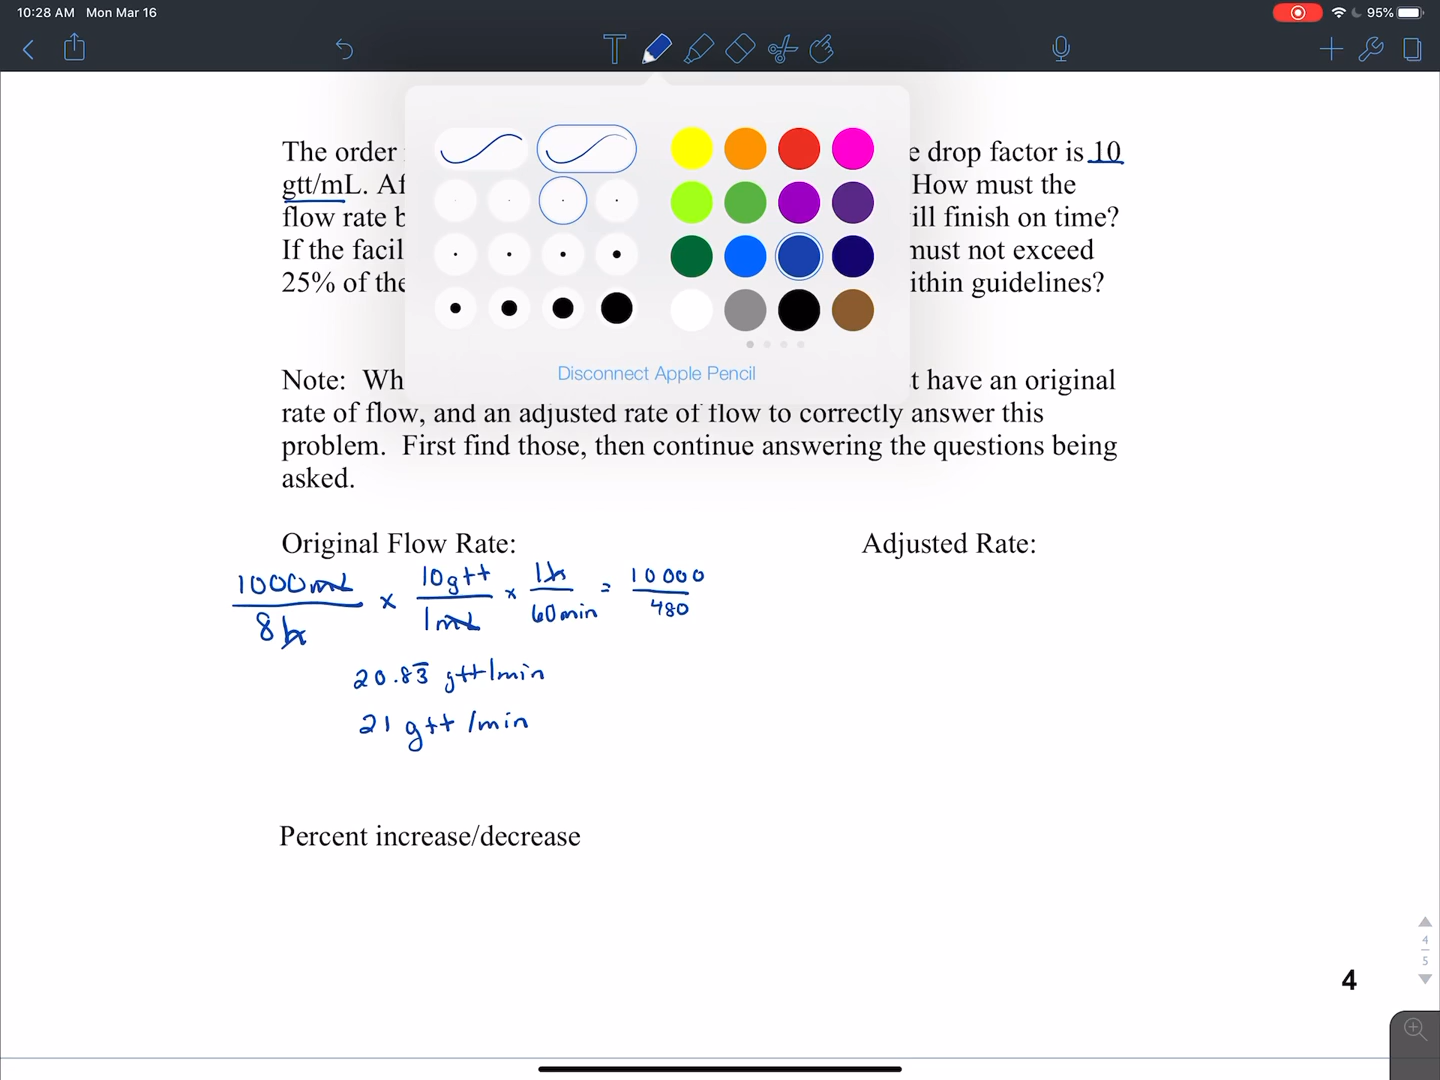 10:28 AM Mon Mar 16
95%
T
The order
e drop factor is 10
gtt/mL. Af
How must the
flow rate b
ill finish on time?
If the facil
must not exceed
25% of the
ithin guidelines?
Disconnect Apple Pencil
Note: Wh
t have an original
rate of flow, and an adjusted rate of flow to correctly answer this
problem. First find those, then continue answering the questions being
asked.
Original Flow Rate:
Adjusted Rate:
1000mL × 10gtt × 1h = 10000
8h 1mL 60min 480
20.83̅ gtt/min
21 gtt/min
Percent increase/decrease
4
5
4